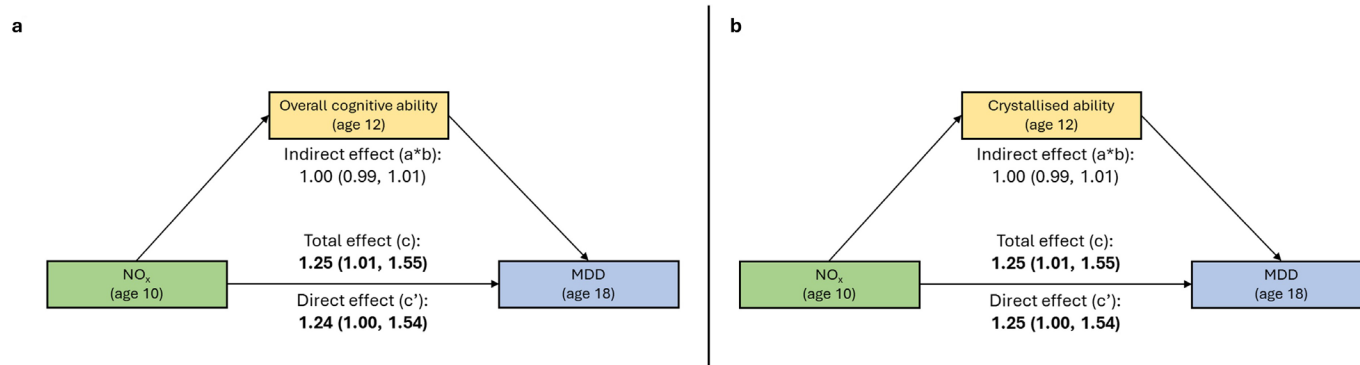 a
Overall cognitive ability
(age 12)
Indirect effect (a*b):
1.00 (0.99, 1.01)
Total effect (c):
1.25 (1.01, 1.55)
NOₓ
(age 10)
MDD
(age 18)
Direct effect (c’):
1.24 (1.00, 1.54)
b
Crystallised ability
(age 12)
Indirect effect (a*b):
1.00 (0.99, 1.01)
Total effect (c):
1.25 (1.01, 1.55)
NOₓ
(age 10)
MDD
(age 18)
Direct effect (c’):
1.25 (1.00, 1.54)